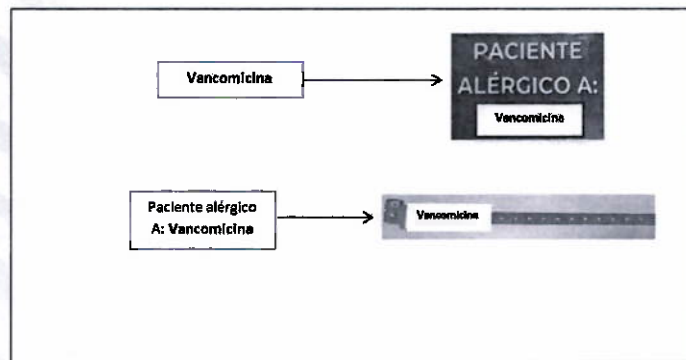 Vancomicina
PACIENTE
ALÉRGICO A:
Vancomicina
Paciente alérgico
A: Vancomicina
Vancomicina